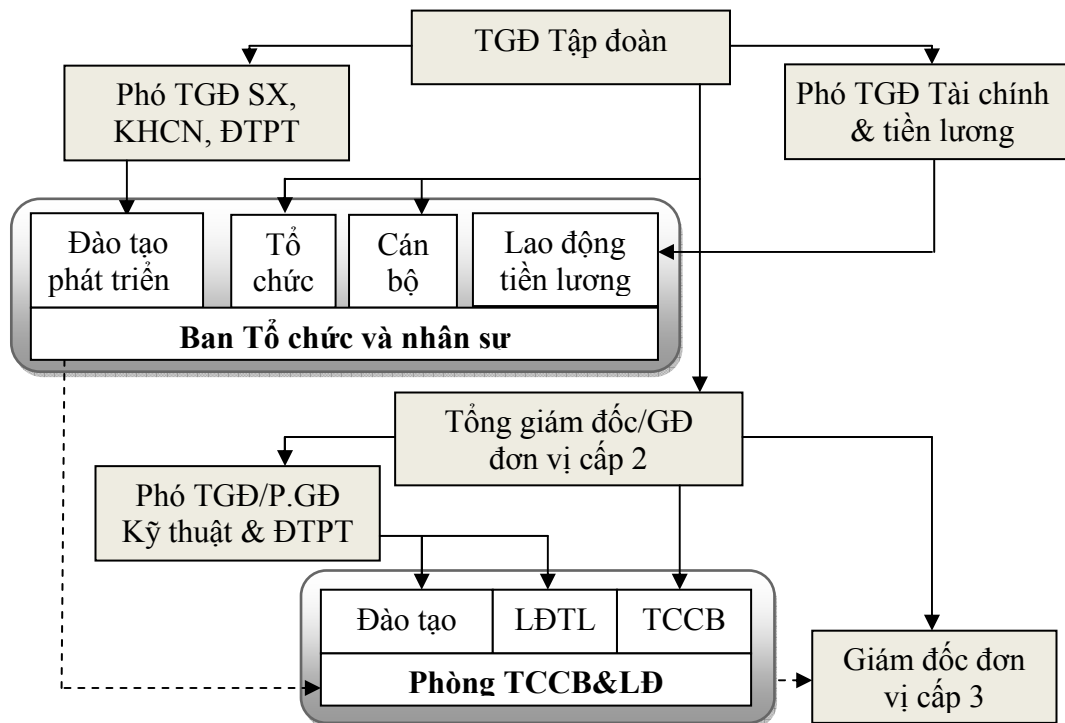 TGĐ Tập đoàn
Phó TGĐ SX,
KHCN, ĐTPT
Phó TGĐ Tài chính
& tiền lương
Đào tạo
phát triển
Tổ
chức
Cán
bộ
Lao động
tiền lương
Ban Tổ chức và nhân sư
Tổng giám đốc/GĐ
đơn vị cấp 2
Phó TGĐ/P.GĐ
Kỹ thuật & ĐTPT
Đào tạo
LĐTL
TCCB
Phòng TCCB&LĐ
Giám đốc đơn
vị cấp 3